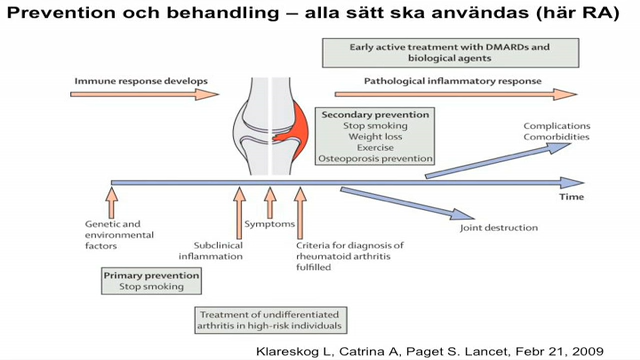 Prevention och behandling – alla sätt ska användas (här RA)
Early active treatment with DMARDs and
biological agents
Immune response develops
Pathological inflammatory response
Secondary prevention
Stop smoking
Weight loss
Exercise
Osteoporosis prevention
Complications
Comorbidities
Time
Genetic and
environmental
factors
Subclinical
inflammation
Symptoms
Criteria for diagnosis of
rheumatoid arthritis
fulfilled
Joint destruction
Primary prevention
Stop smoking
Treatment of undifferentiated
arthritis in high-risk individuals
Klareskog L, Catrina A, Paget S. Lancet, Febr 21, 2009